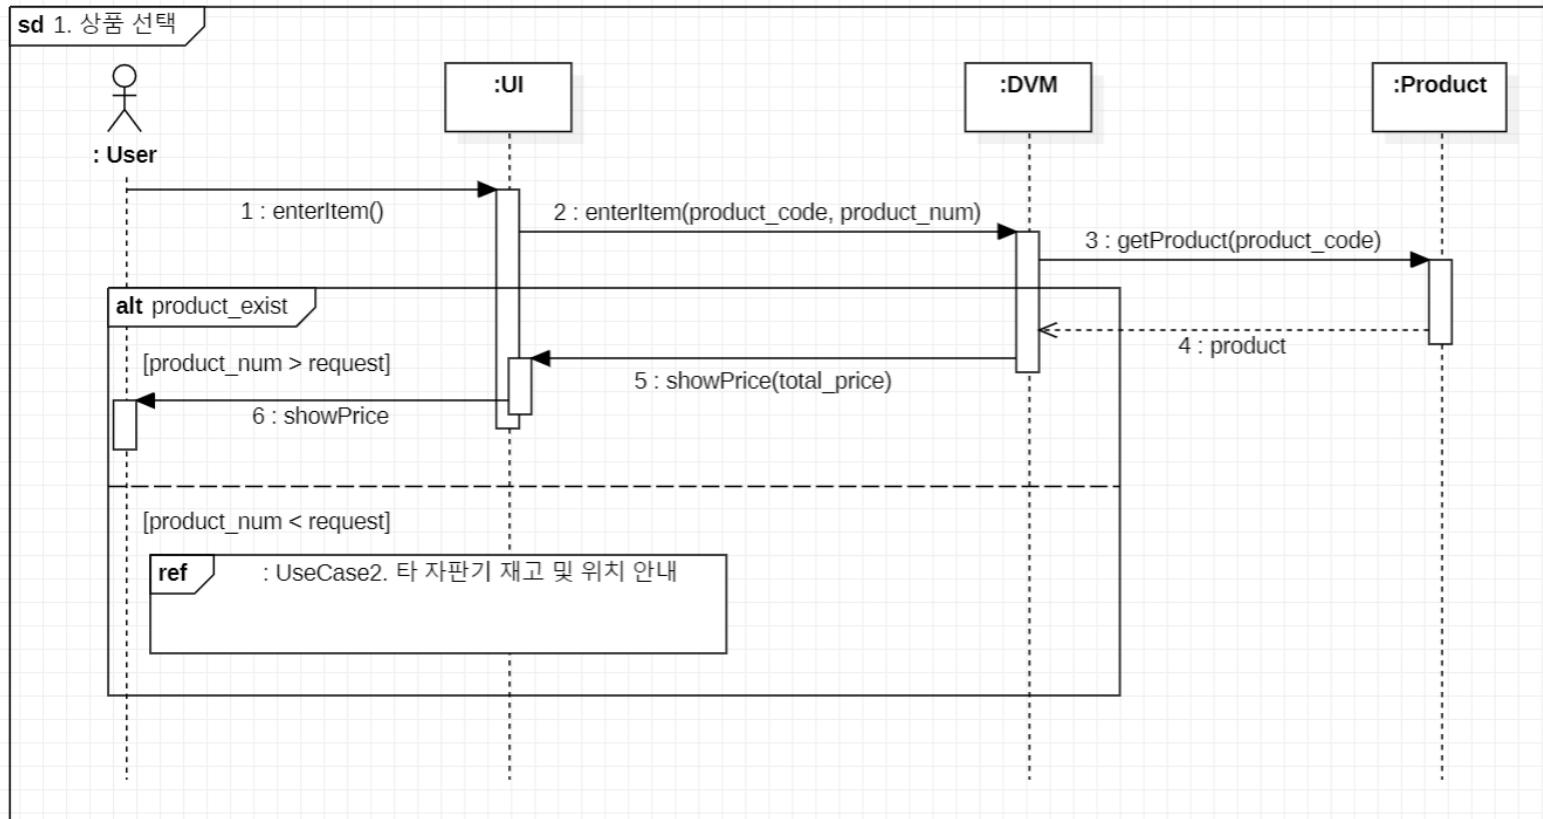 sd 1. 상품 선택
: User
:UI
:DVM
:Product
1 : enterItem()
2 : enterItem(product_code, product_num)
3 : getProduct(product_code)
alt product_exist
4 : product
[product_num > request]
5 : showPrice(total_price)
6 : showPrice
[product_num < request]
ref : UseCase2. 타 자판기 재고 및 위치 안내